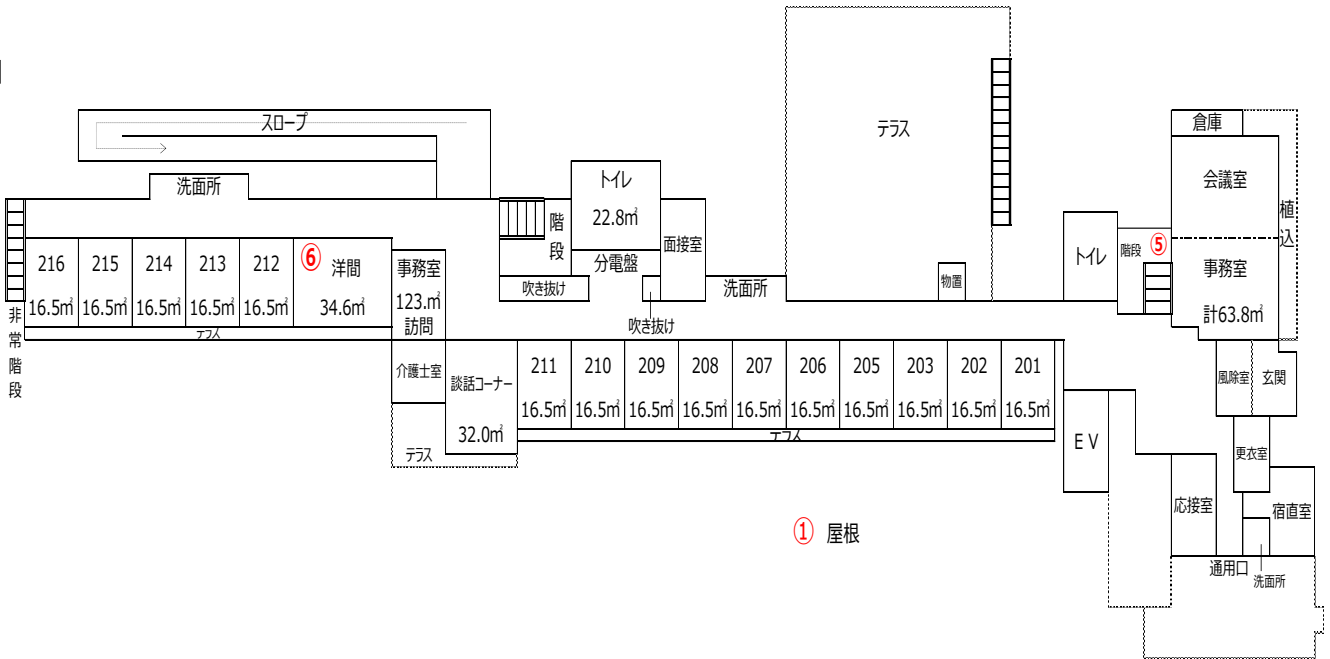 スロープ
洗面所
テラス
倉庫
会議室
植込
トイレ
22.8㎡
階段
面接室
分電盤
吹き抜け
吹き抜け
洗面所
物置
トイレ
階段
⑤
事務室
計63.8㎡
216
16.5㎡
215
16.5㎡
214
16.5㎡
213
16.5㎡
212
16.5㎡
⑥
洋間
34.6㎡
事務室
123.㎡
訪問
テラス
非常階段
介護士室
談話コーナー
32.0㎡
テラス
211
16.5㎡
210
16.5㎡
209
16.5㎡
208
16.5㎡
207
16.5㎡
206
16.5㎡
205
16.5㎡
203
16.5㎡
202
16.5㎡
201
16.5㎡
テラス
ＥＶ
風除室
玄関
更衣室
応接室
宿直室
通用口
洗面所
① 屋根